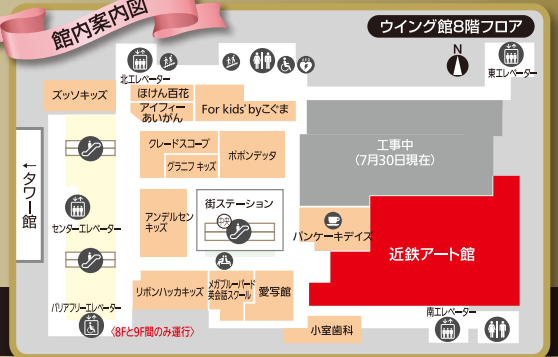 館内案内図
ウイング館8階フロア
N
北エレベーター
東エレベーター
ズッソキッズ
ほけん百花
アイフィー
あいがん
For kids' byこぐま
クレードスコープ
グラニフ キッズ
ポポンデッタ
工事中
(7月30日現在)
←タワー館
センターエレベーター
アンデルセン
キッズ
街ステーション
中央
パンケーキデイズ
近鉄アート館
リボンハッカキッズ
メガブルーバード
英会話スクール
愛写館
バリアフリーエレベーター
〈8Fと9F間のみ運行〉
小室歯科
南エレベーター